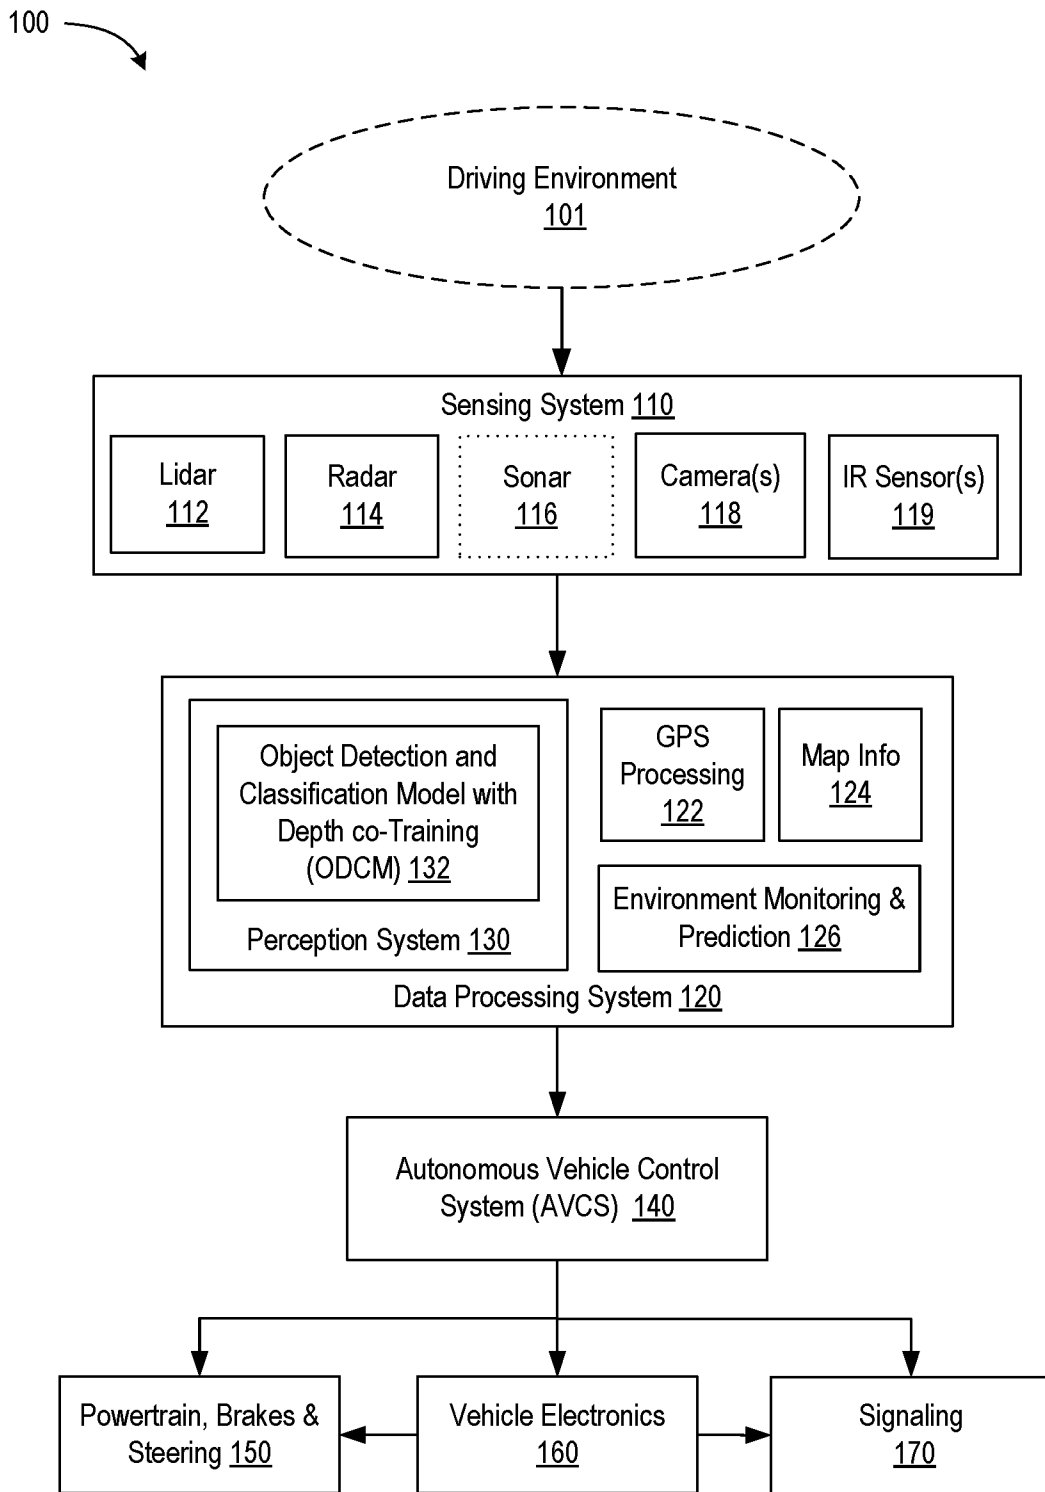 100
Driving Environment
101
Sensing System 110
Lidar
112
Radar
114
Sonar
116
Camera(s)
118
IR Sensor(s)
119
Object Detection and
Classification Model with
Depth co-Training
(ODCM) 132
Perception System 130
GPS
Processing
122
Map Info
124
Environment Monitoring &
Prediction 126
Data Processing System 120
Autonomous Vehicle Control
System (AVCS) 140
Powertrain, Brakes &
Steering 150
Vehicle Electronics
160
Signaling
170